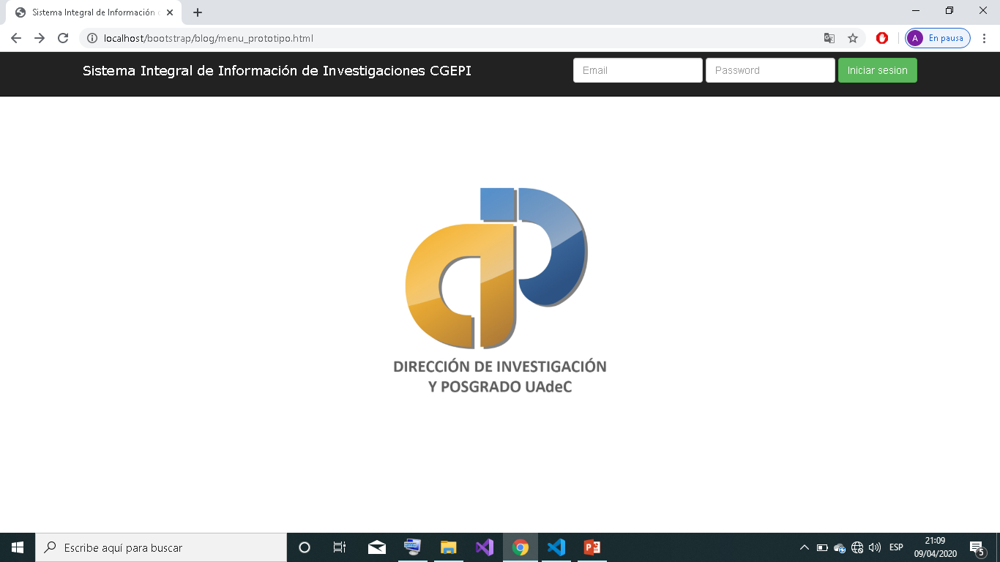 Sistema Integral de Información
localhost/bootstrap/blog/menu_prototipo.html
A En pausa
Sistema Integral de Información de Investigaciones CGEPI
Email
Password
Iniciar sesion
DIRECCIÓN DE INVESTIGACIÓN
Y POSGRADO UAdeC
Escribe aquí para buscar
ESP
21:09
09/04/2020
5